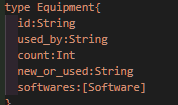 type Equipment{
id:String
used_by:String
count:Int
new_or_used:String
softwares:[Software]
}